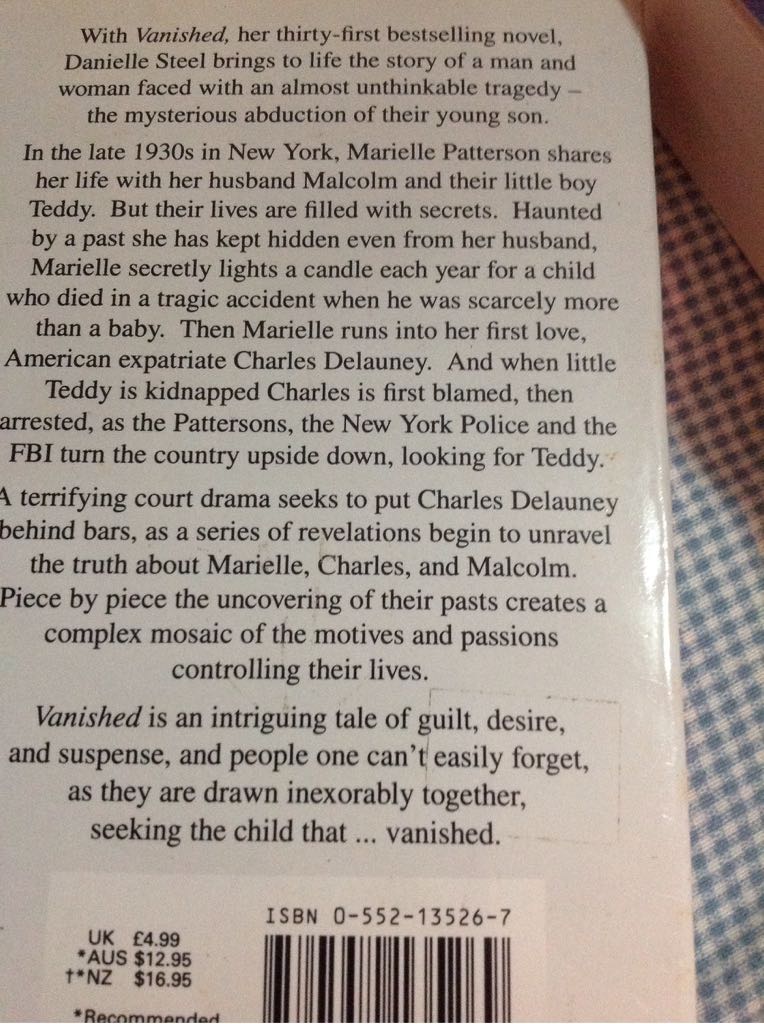 With Vanished, her thirty-first bestselling novel,
Danielle Steel brings to life the story of a man and
woman faced with an almost unthinkable tragedy –
the mysterious abduction of their young son.
In the late 1930s in New York, Marielle Patterson shares
her life with her husband Malcolm and their little boy
Teddy. But their lives are filled with secrets. Haunted
by a past she has kept hidden even from her husband,
Marielle secretly lights a candle each year for a child
who died in a tragic accident when he was scarcely more
than a baby. Then Marielle runs into her first love,
American expatriate Charles Delauney. And when little
Teddy is kidnapped Charles is first blamed, then
arrested, as the Pattersons, the New York Police and the
FBI turn the country upside down, looking for Teddy.
A terrifying court drama seeks to put Charles Delauney
behind bars, as a series of revelations begin to unravel
the truth about Marielle, Charles, and Malcolm.
Piece by piece the uncovering of their pasts creates a
complex mosaic of the motives and passions
controlling their lives.
Vanished is an intriguing tale of guilt, desire,
and suspense, and people one can't easily forget,
as they are drawn inexorably together,
seeking the child that ... vanished.
ISBN 0-552-13526-7
UK £4.99
*AUS $12.95
†*NZ $16.95
*Recommended